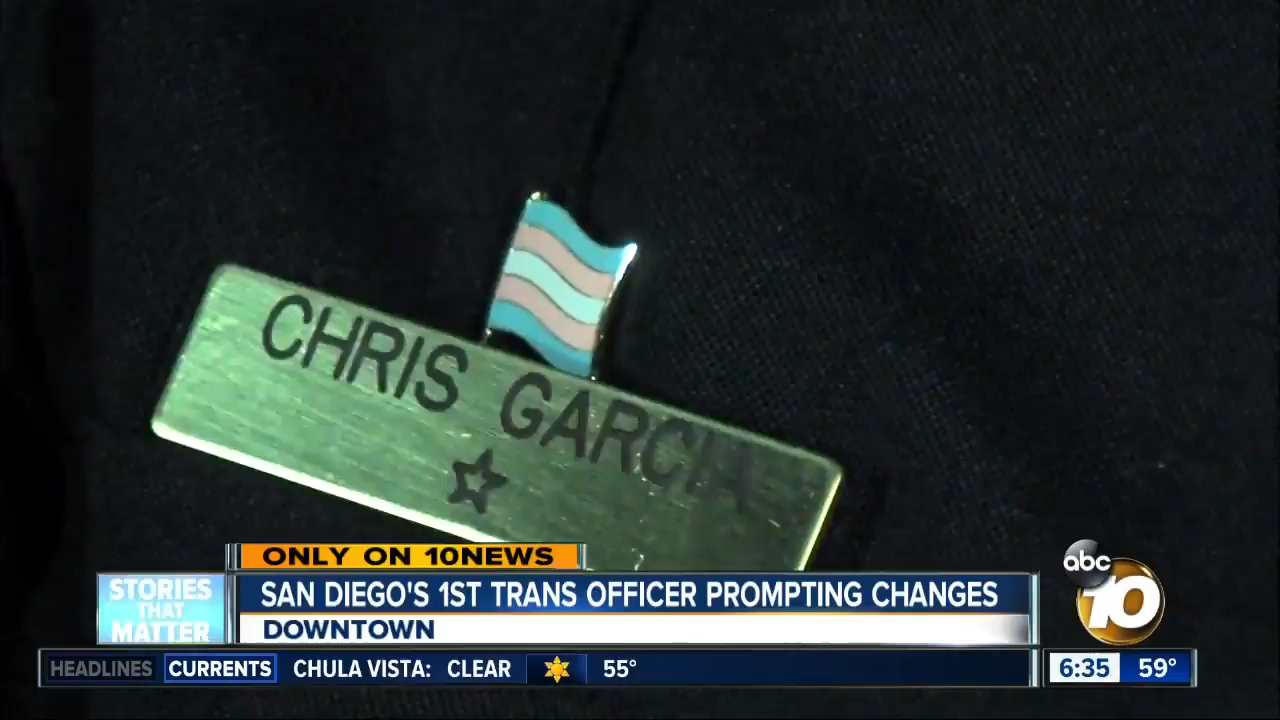 CHRIS GARCIA
ONLY ON 10NEWS
STORIES
THAT
MATTER
SAN DIEGO'S 1ST TRANS OFFICER PROMPTING CHANGES
DOWNTOWN
abc
10
HEADLINES CURRENTS CHULA VISTA: CLEAR 55°
6:35 59°